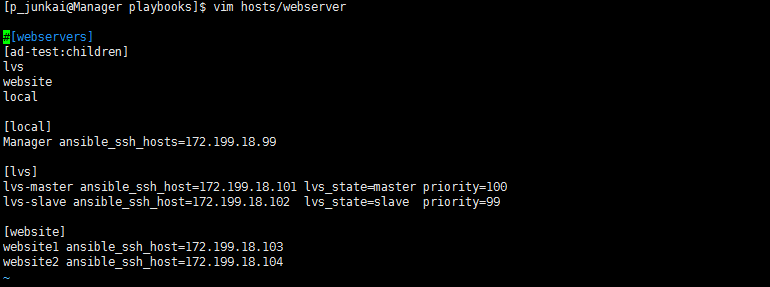 [p_junkai@Manager playbooks]$ vim hosts/webserver
#[webservers]
[ad-test:children]
lvs
website
local
[local]
Manager ansible_ssh_hosts=172.199.18.99
[lvs]
lvs-master ansible_ssh_host=172.199.18.101 lvs_state=master priority=100
lvs-slave ansible_ssh_host=172.199.18.102  lvs_state=slave  priority=99
[website]
website1 ansible_ssh_host=172.199.18.103
website2 ansible_ssh_host=172.199.18.104
~